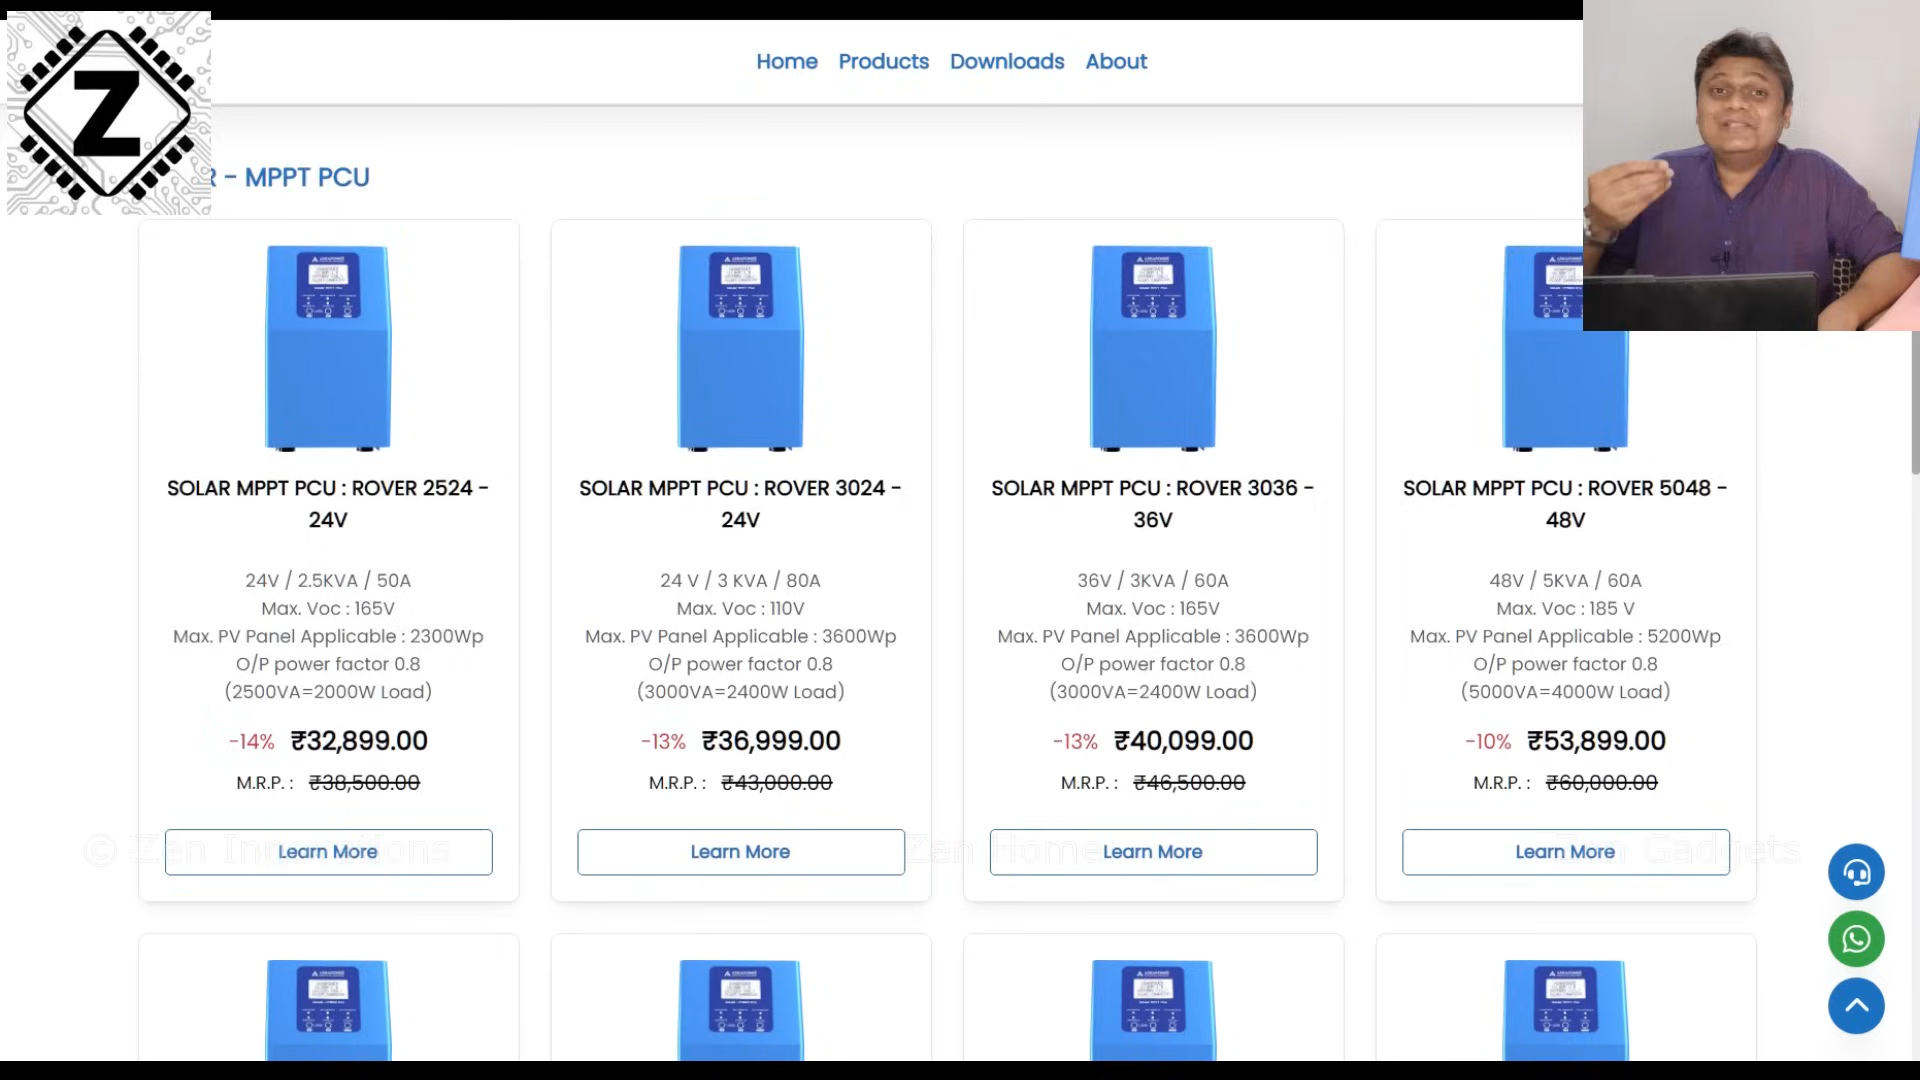 Z
Home Products Downloads About
R - MPPT PCU
SOLAR MPPT PCU : ROVER 2524 -
24V
24V / 2.5KVA / 50A
Max. Voc : 165V
Max. PV Panel Applicable : 2300Wp
O/P power factor 0.8
(2500VA=2000W Load)
-14% ₹32,899.00
M.R.P. : ₹38,500.00
Learn More
SOLAR MPPT PCU : ROVER 3024 -
24V
24 V / 3 KVA / 80A
Max. Voc : 110V
Max. PV Panel Applicable : 3600Wp
O/P power factor 0.8
(3000VA=2400W Load)
-13% ₹36,999.00
M.R.P. : ₹43,000.00
Learn More
SOLAR MPPT PCU : ROVER 3036 -
36V
36V / 3KVA / 60A
Max. Voc : 165V
Max. PV Panel Applicable : 3600Wp
O/P power factor 0.8
(3000VA=2400W Load)
-13% ₹40,099.00
M.R.P. : ₹46,500.00
Learn More
SOLAR MPPT PCU : ROVER 5048 -
48V
48V / 5KVA / 60A
Max. Voc : 185 V
Max. PV Panel Applicable : 5200Wp
O/P power factor 0.8
(5000VA=4000W Load)
-10% ₹53,899.00
M.R.P. : ₹60,000.00
Learn More
© Zen Innovations Zen Home Zen Gadgets